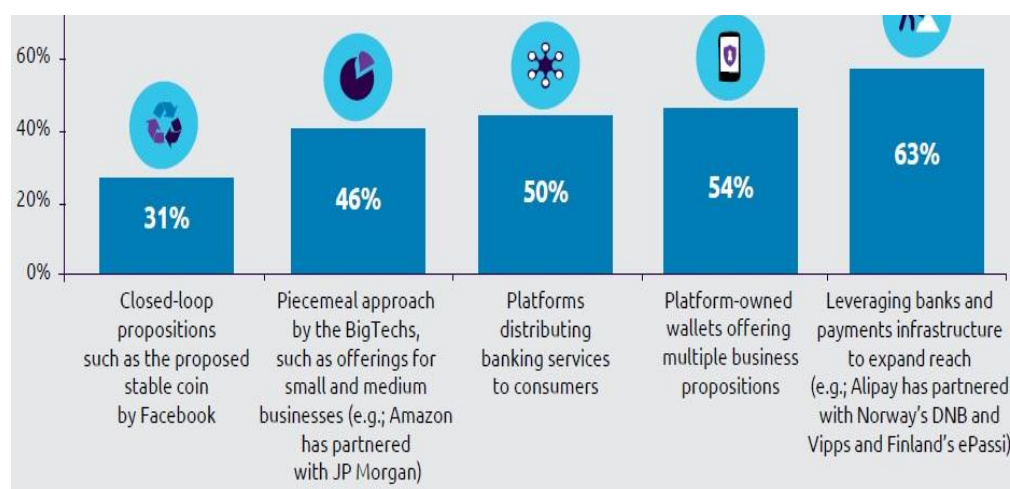 60%
40%
20%
0%
31%
46%
50%
54%
63%
Closed-loop
propositions
such as the proposed
stable coin
by Facebook
Piecemeal approach
by the BigTechs,
such as offerings for
small and medium
businesses (e.g.; Amazon
has partnered
with JP Morgan)
Platforms
distributing
banking services
to consumers
Platform-owned
wallets offering
multiple business
propositions
Leveraging banks and
payments infrastructure
to expand reach
(e.g.; Alipay has partnered
with Norway's DNB and
Vipps and Finland's ePassi)